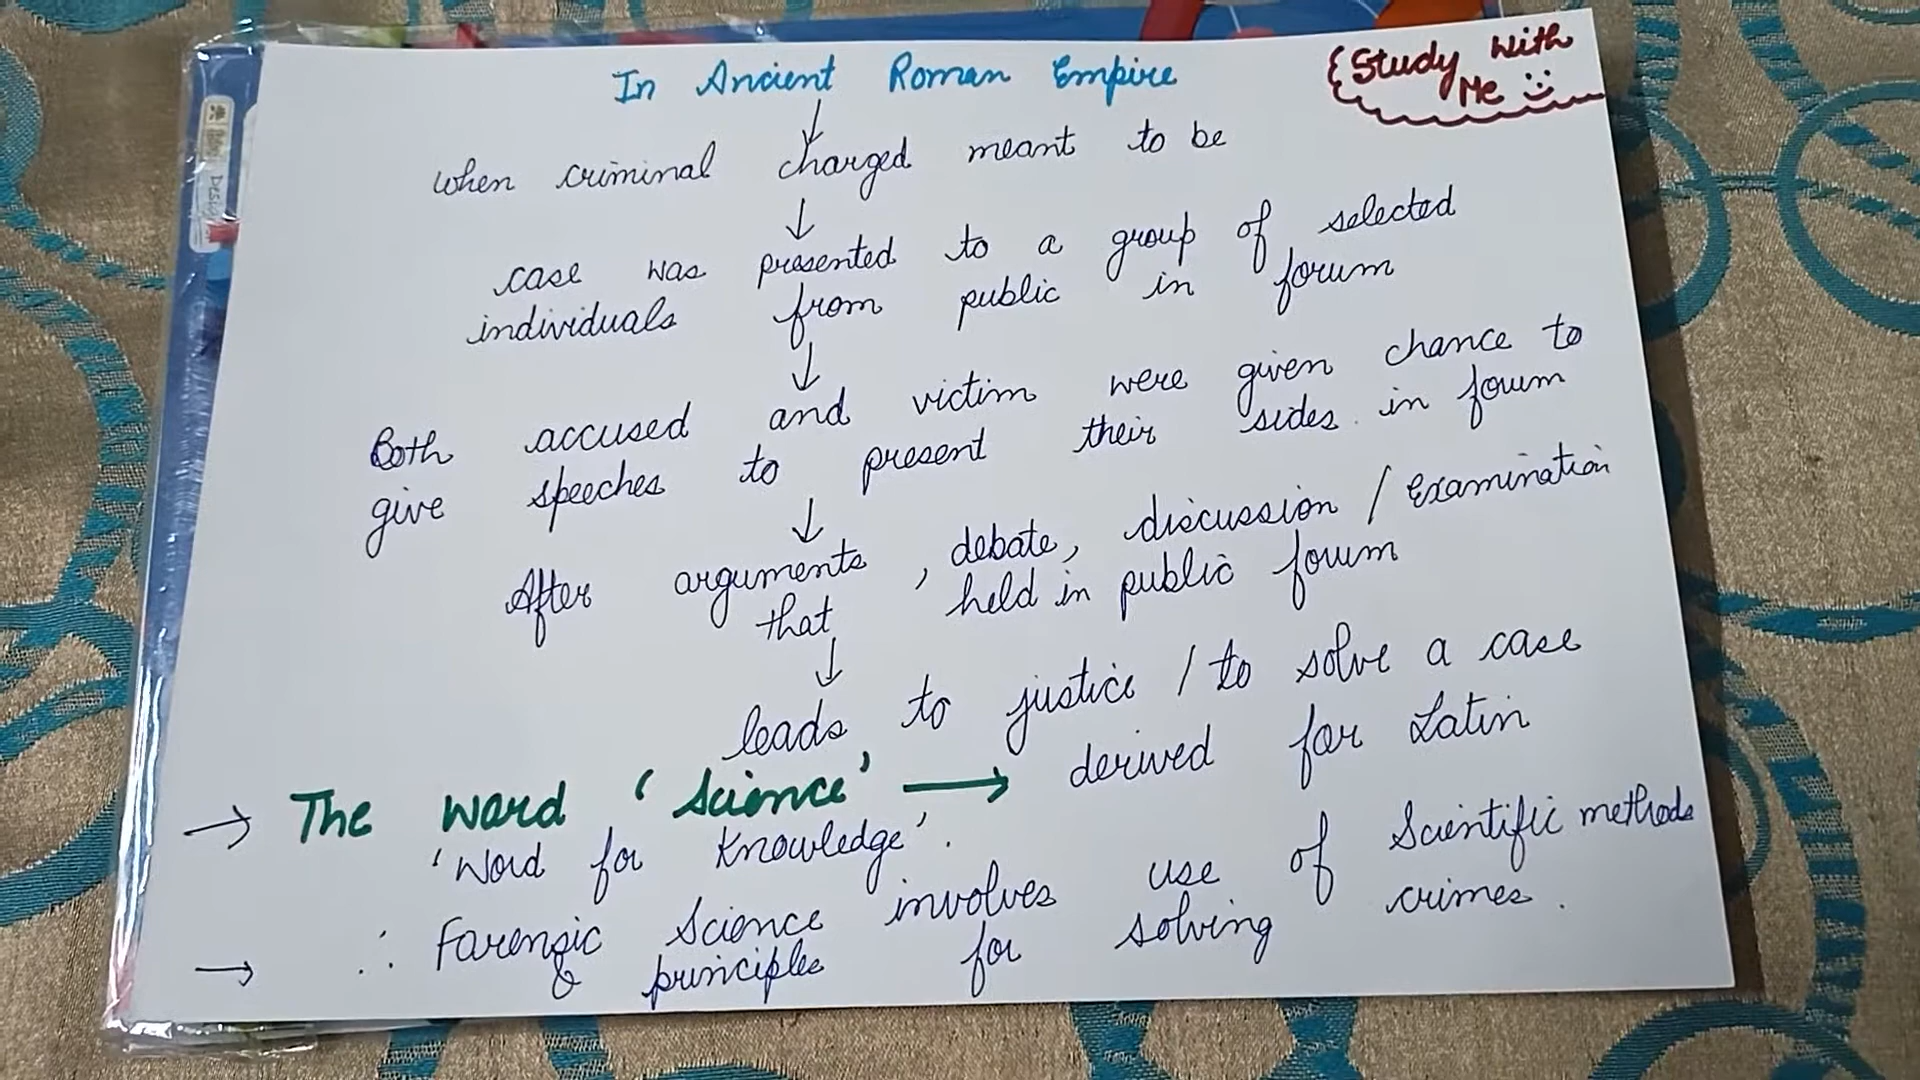 In Ancient Roman Empire
{Study With
Me
↓
when criminal charged meant to be
↓
case was presented to a group of selected
individuals from public in forum
↓
Both accused and victim were given chance to
give speeches to present their sides in forum
↓
After arguments, debate, discussion / Examination
that held in public forum
↓
leads to justice / to solve a case
→ The word 'Science' → derived for Latin
'Word for Knowledge'.
→ ∴ Forensic Science involves use of Scientific methods
& principles for solving crimes.